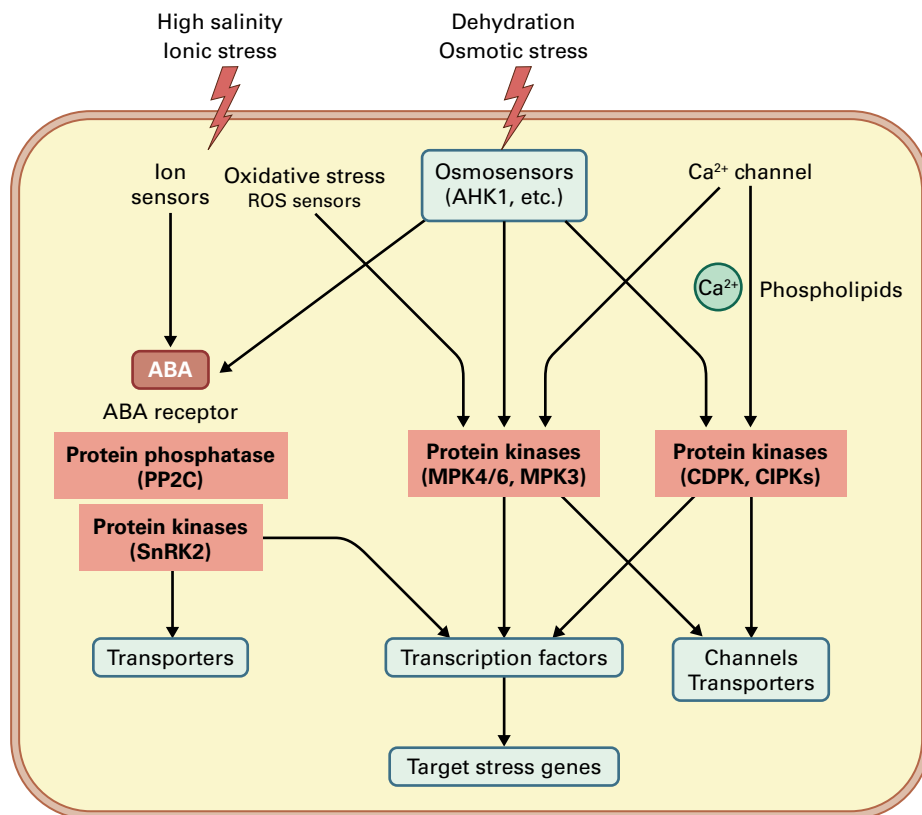 High salinity
Ionic stress
Dehydration
Osmotic stress
Ion
sensors
Oxidative stress
ROS sensors
Osmosensors
(AHK1, etc.)
Ca²⁺ channel
Ca²⁺
Phospholipids
ABA
ABA receptor
Protein phosphatase
(PP2C)
Protein kinases
(MPK4/6, MPK3)
Protein kinases
(CDPK, CIPKs)
Protein kinases
(SnRK2)
Transporters
Transcription factors
Channels
Transporters
Target stress genes